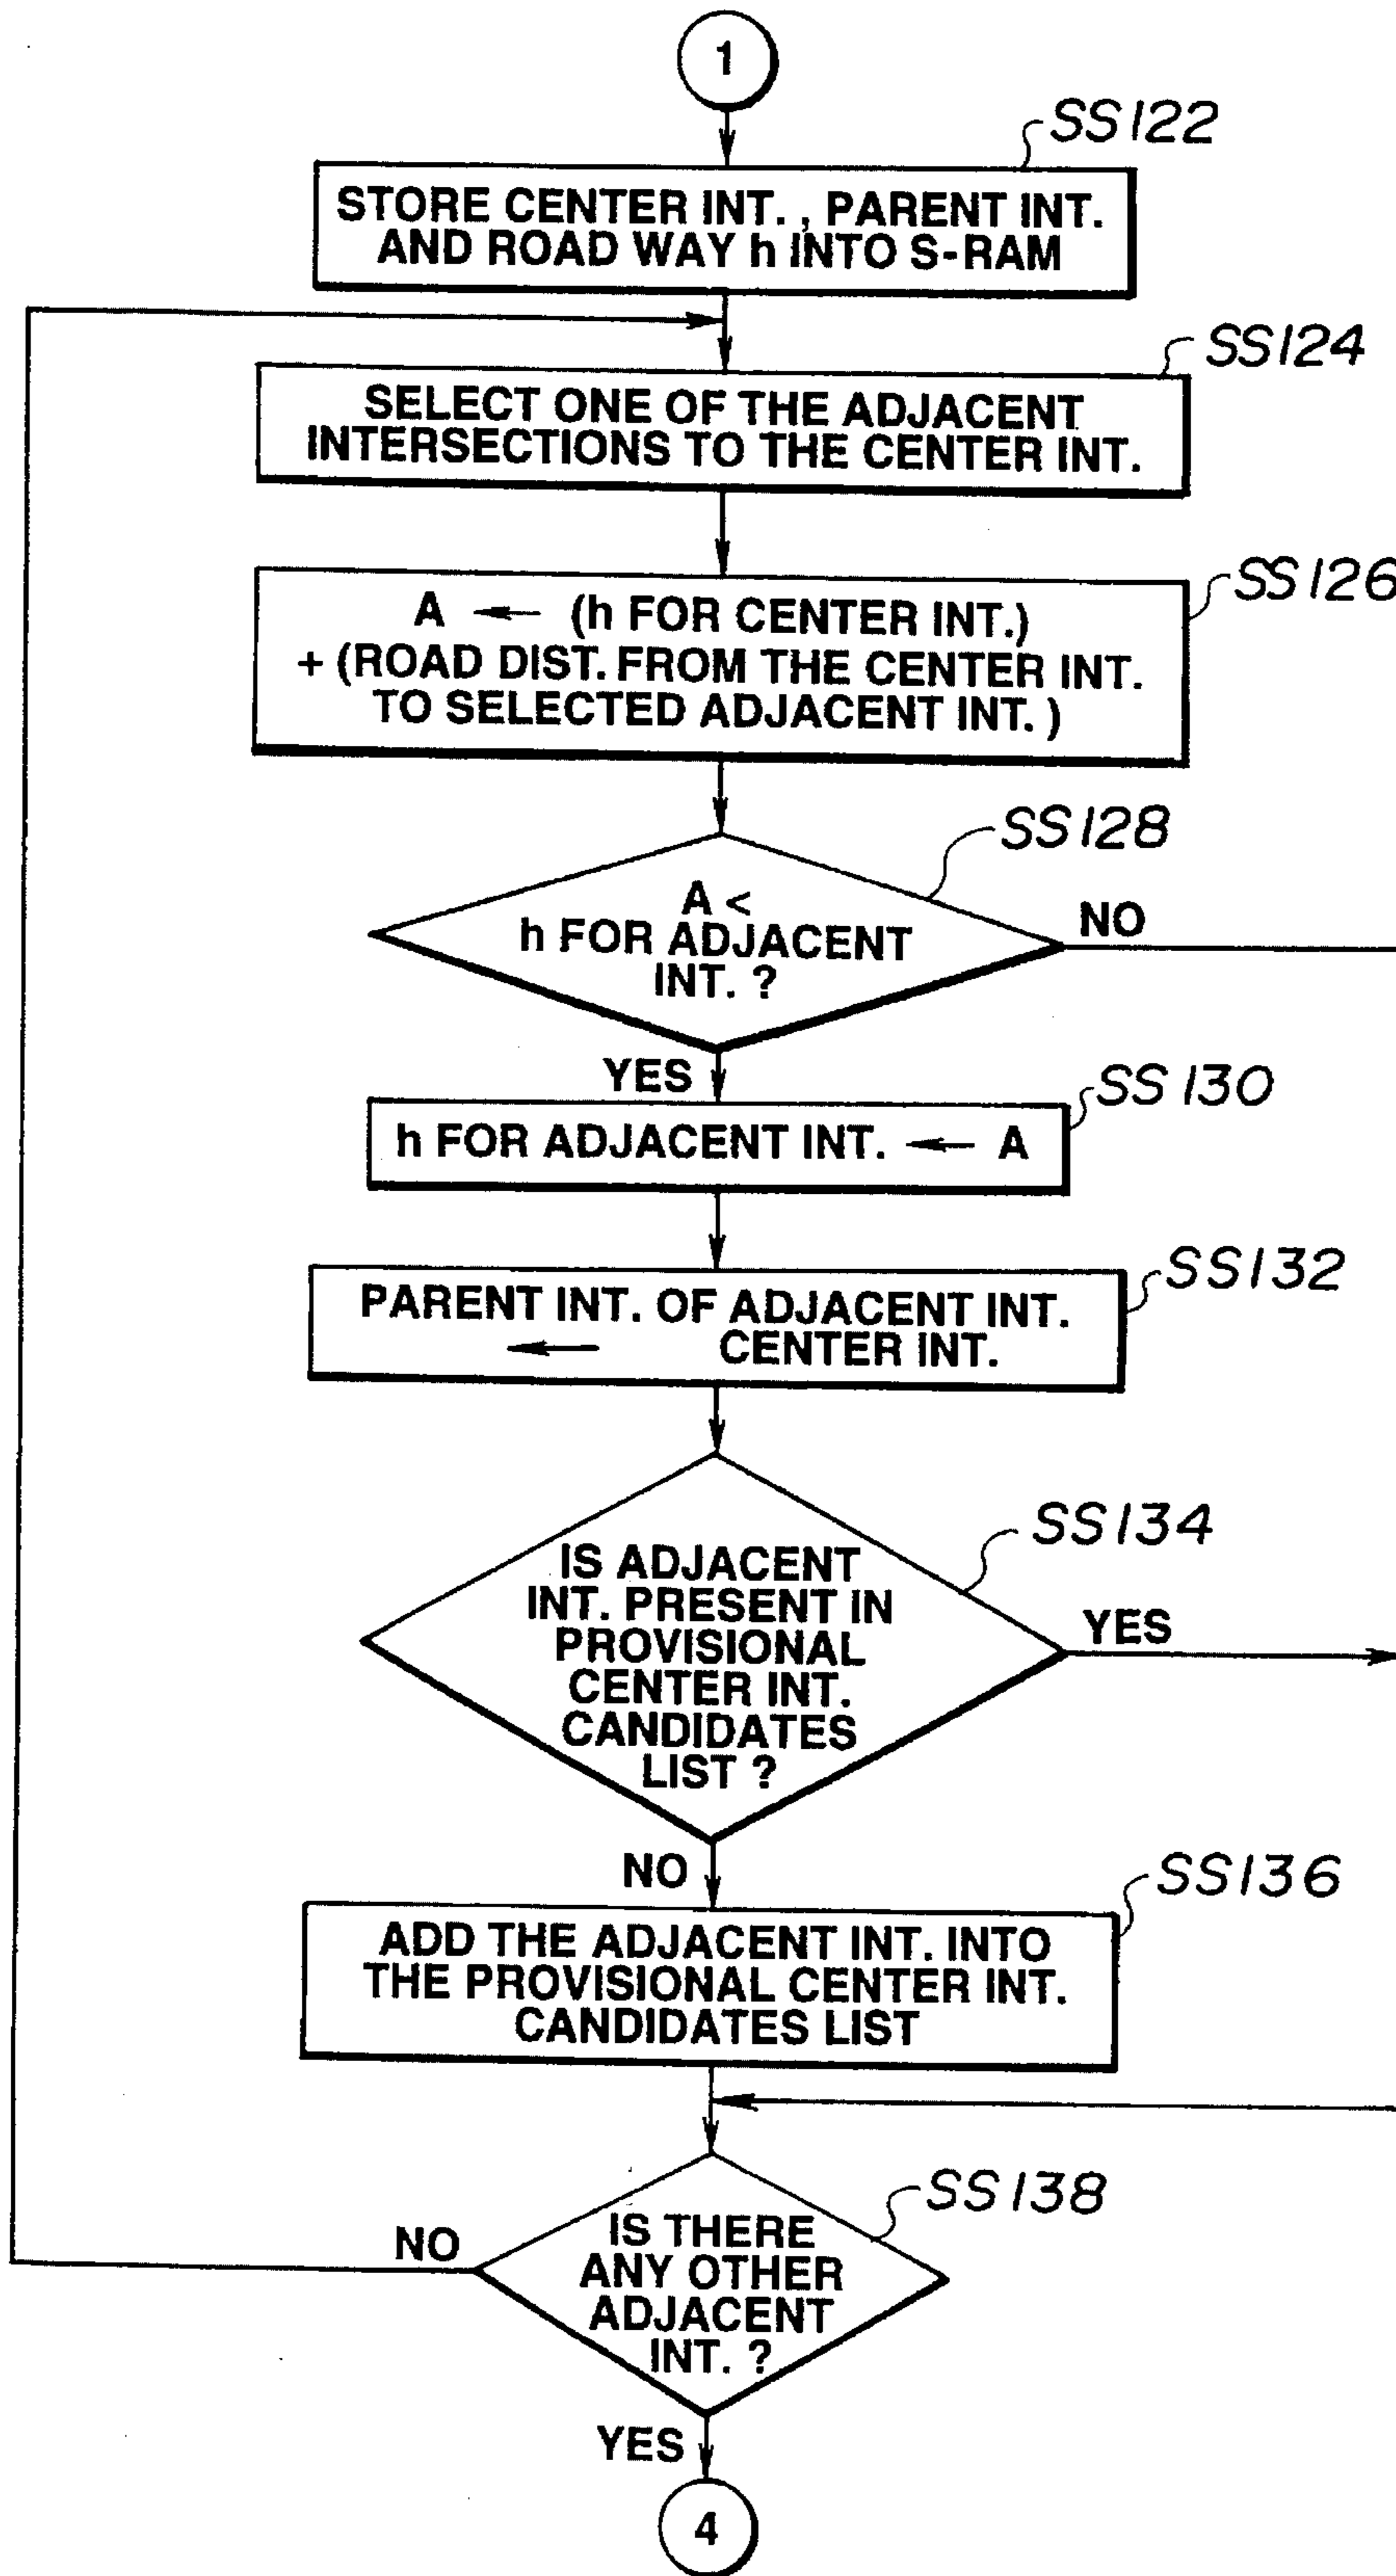 1
SS122
STORE CENTER INT., PARENT INT.
AND ROAD WAY h INTO S-RAM
SS124
SELECT ONE OF THE ADJACENT
INTERSECTIONS TO THE CENTER INT.
SS126
A ← (h FOR CENTER INT.)
+ (ROAD DIST. FROM THE CENTER INT.
TO SELECTED ADJACENT INT.)
SS128
A <
h FOR ADJACENT
INT. ?
NO
YES
SS130
h FOR ADJACENT INT. ← A
SS132
PARENT INT. OF ADJACENT INT.
← CENTER INT.
SS134
IS ADJACENT
INT. PRESENT IN
PROVISIONAL
CENTER INT.
CANDIDATES
LIST ?
YES
NO
SS136
ADD THE ADJACENT INT. INTO
THE PROVISIONAL CENTER INT.
CANDIDATES LIST
SS138
IS THERE
ANY OTHER
ADJACENT
INT. ?
NO
YES
4